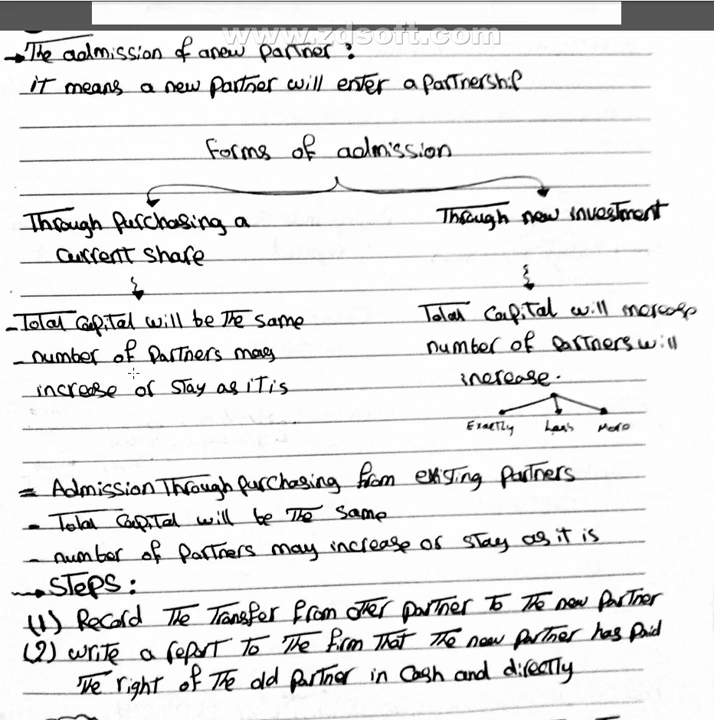 www.zdsoft.com
→ The admission of a new partner:
it means a new partner will enter a partnership
Forms of admission
Through purchasing a
current share
Through new investment
- Total capital will be the same
- number of partners may
increase or stay as it is
Total capital will increase
number of partners will
increase.
Exactly Less More
= Admission Through purchasing from existing partners
- Total capital will be the same
- number of partners may increase or stay as it is
→ Steps:
(1) Record the transfer from other partner to the new partner
(2) write a report to the firm that the new partner has paid
the right of the old partner in cash and directly